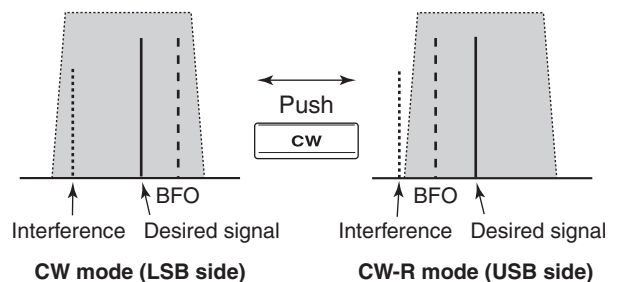 Push
CW
BFO
BFO
Interference
Desired signal
Interference
Desired signal
CW mode (LSB side)
CW-R mode (USB side)